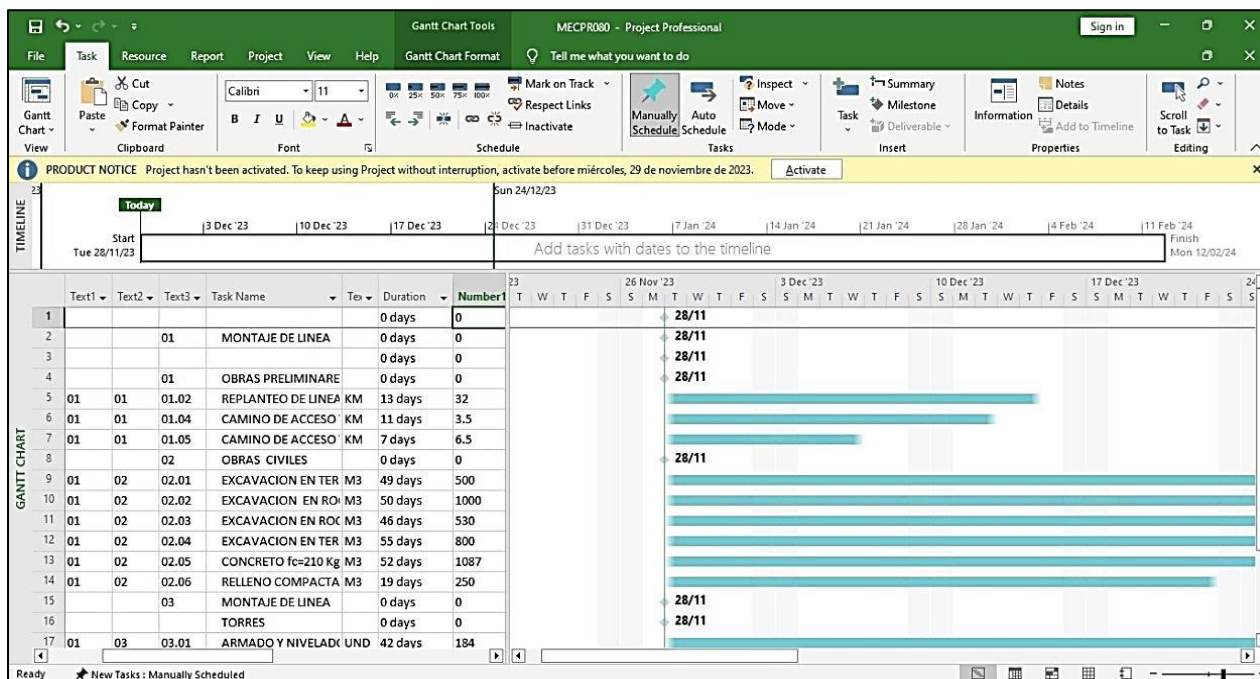 Gantt Chart Tools MECPR080 - Project Professional Sign in
File Task Resource Report Project View Help Gantt Chart Format Tell me what you want to do
Gantt Chart
View
Paste
Cut
Copy
Format Painter
Clipboard
Calibri 11
B I U A
Font
0% 25% 50% 75% 100%
Mark on Track
Respect Links
Inactivate
Schedule
Manually Schedule
Auto Schedule
Inspect
Move
Mode
Tasks
Task
Summary
Milestone
Deliverable
Insert
Information
Notes
Details
Add to Timeline
Properties
Scroll to Task
Editing
PRODUCT NOTICE Project hasn't been activated. To keep using Project without interruption, activate before miércoles, 29 de noviembre de 2023. Activate
TIMELINE
23
Sun 24/12/23
Today
3 Dec '23 10 Dec '23 17 Dec '23 24 Dec '23 31 Dec '23 7 Jan '24 14 Jan '24 21 Jan '24 28 Jan '24 4 Feb '24 11 Feb '24
Start
Tue 28/11/23
Add tasks with dates to the timeline
Finish
Mon 12/02/24
GANTT CHART
23 26 Nov '23 3 Dec '23 10 Dec '23 17 Dec '23 24
Text1 Text2 Text3 Task Name Tex Duration Number1 T W T F S S M T W T F S S M T W T F S S M T W T F S S M T W T F S S
1 0 days 0 28/11
2 01 MONTAJE DE LINEA 0 days 0 28/11
3 0 days 0 28/11
4 01 OBRAS PRELIMINARE 0 days 0 28/11
5 01 01 01.02 REPLANTEO DE LINEA KM 13 days 32
6 01 01 01.04 CAMINO DE ACCESO KM 11 days 3.5
7 01 01 01.05 CAMINO DE ACCESO KM 7 days 6.5
8 02 OBRAS CIVILES 0 days 0 28/11
9 01 02 02.01 EXCAVACION EN TER M3 49 days 500
10 01 02 02.02 EXCAVACION EN RO M3 50 days 1000
11 01 02 02.03 EXCAVACION EN ROC M3 46 days 530
12 01 02 02.04 EXCAVACION EN TER M3 55 days 800
13 01 02 02.05 CONCRETO fc=210 Kg M3 52 days 1087
14 01 02 02.06 RELLENO COMPACTA M3 19 days 250
15 03 MONTAJE DE LINEA 0 days 0 28/11
16 TORRES 0 days 0 28/11
17 01 03 03.01 ARMADO Y NIVELAD UND 42 days 184
Ready New Tasks : Manually Scheduled